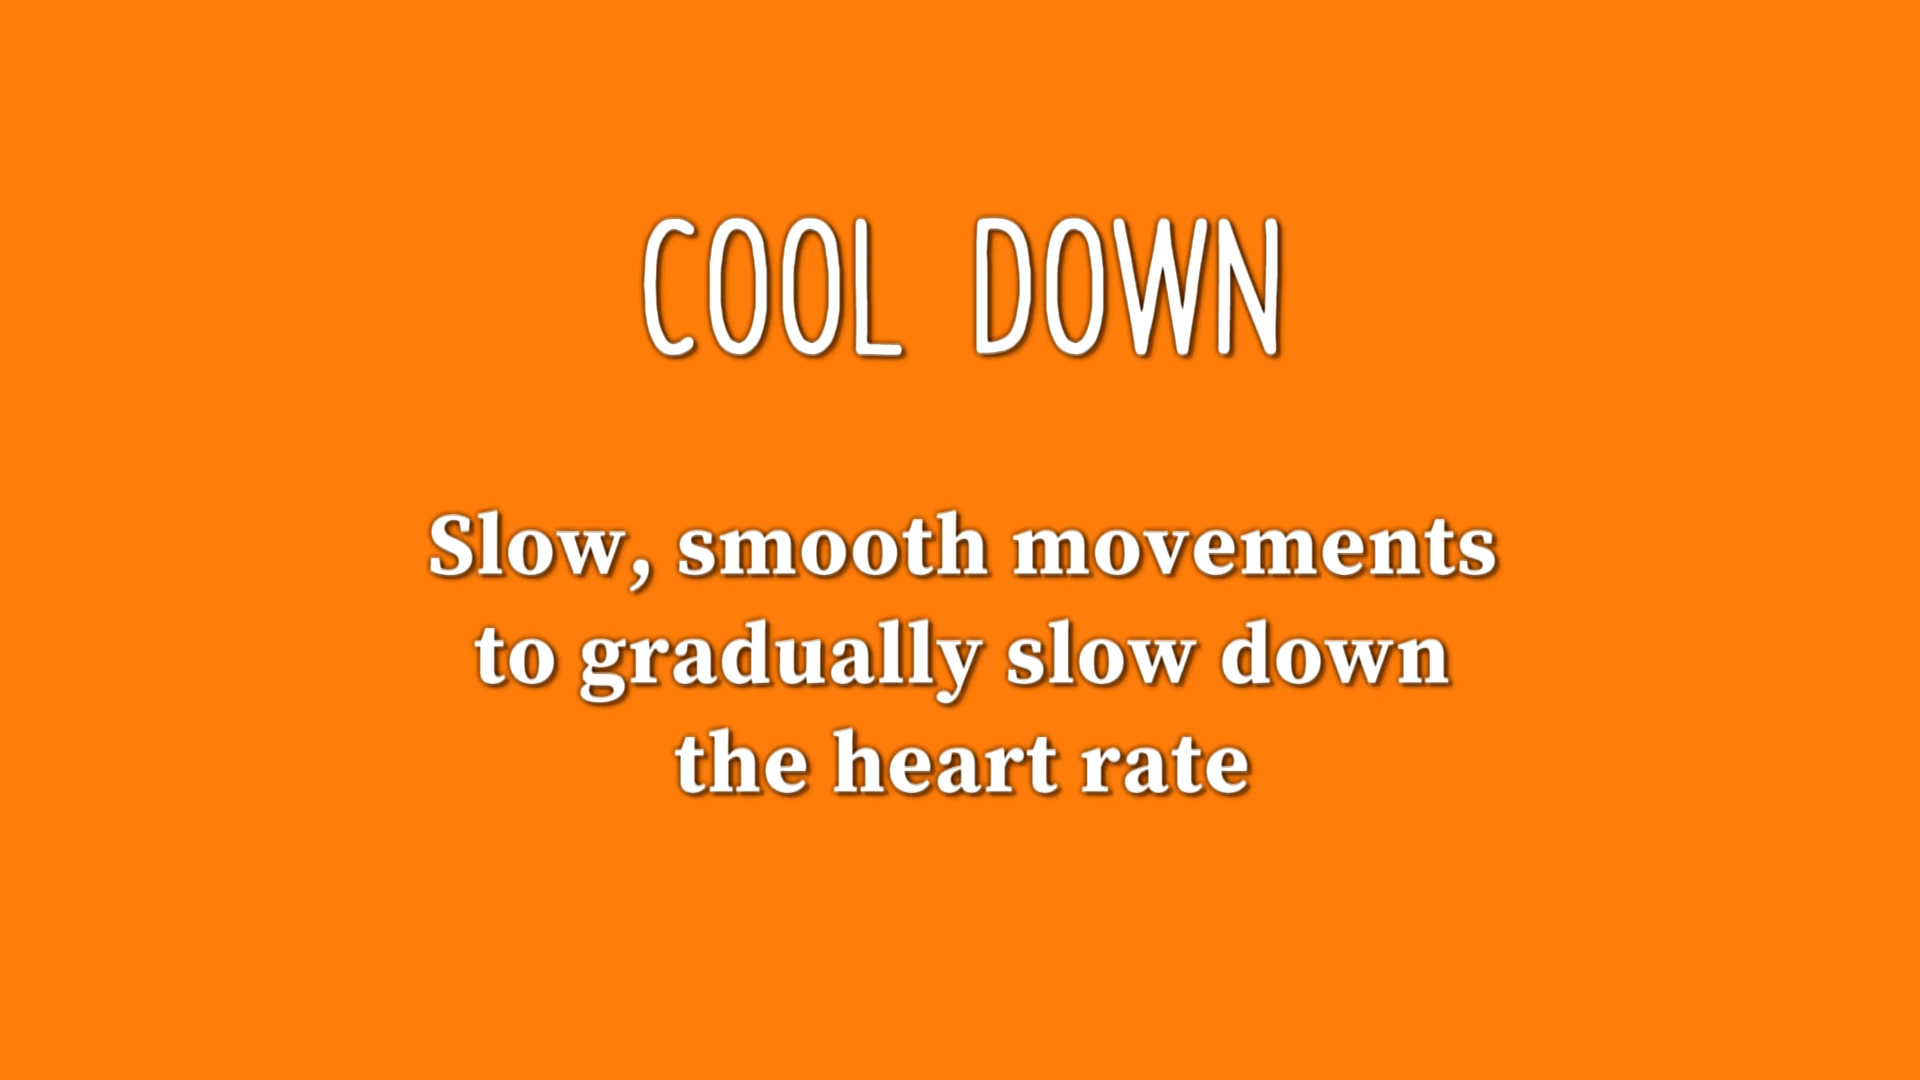 COOL DOWN
Slow, smooth movements
to gradually slow down
the heart rate